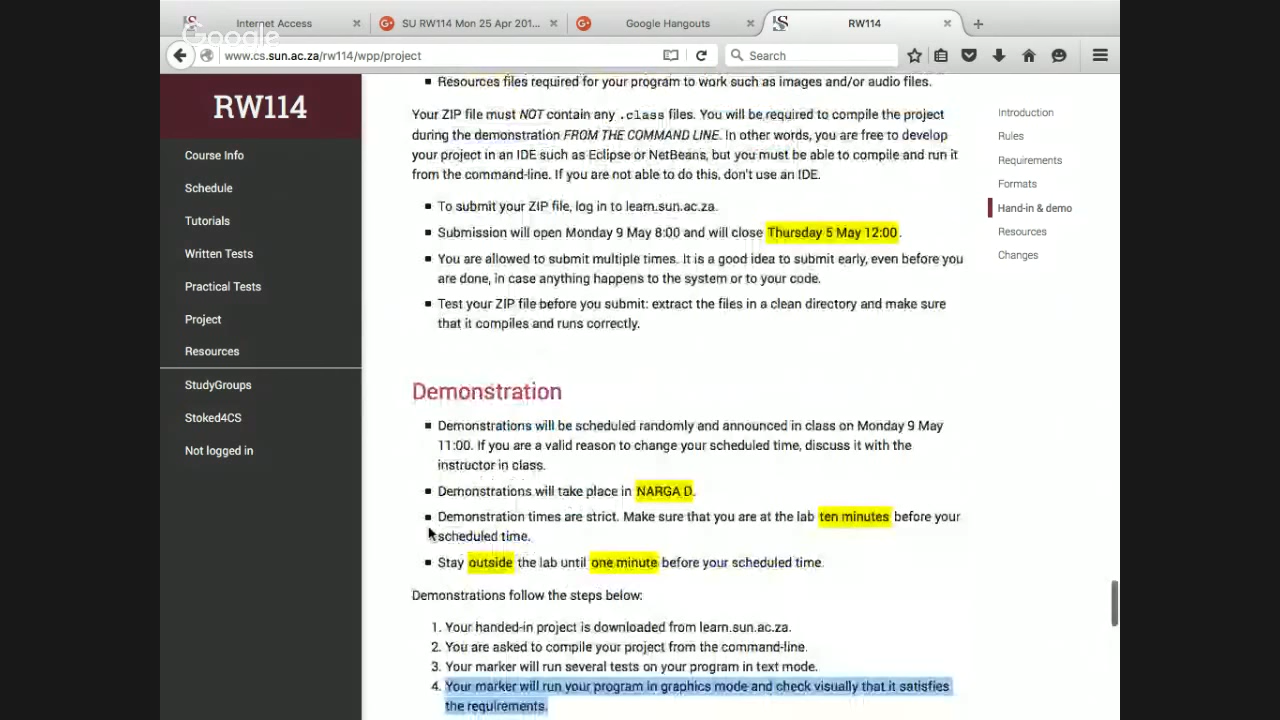 Internet Access
SU RW114 Mon 25 Apr 201...
Google Hangouts
RW114
Google
www.cs.sun.ac.za/rw114/wpp/project
Search
RW114
Course Info
Schedule
Tutorials
Written Tests
Practical Tests
Project
Resources
StudyGroups
Stoked4CS
Not logged in
Resources files required for your program to work such as images and/or audio files.
Your ZIP file must NOT contain any .class files. You will be required to compile the project
during the demonstration FROM THE COMMAND LINE. In other words, you are free to develop
your project in an IDE such as Eclipse or NetBeans, but you must be able to compile and run it
from the command-line. If you are not able to do this, don't use an IDE.
To submit your ZIP file, log in to learn.sun.ac.za.
Submission will open Monday 9 May 8:00 and will close Thursday 5 May 12:00.
You are allowed to submit multiple times. It is a good idea to submit early, even before you
are done, in case anything happens to the system or to your code.
Test your ZIP file before you submit: extract the files in a clean directory and make sure
that it compiles and runs correctly.
Demonstration
Demonstrations will be scheduled randomly and announced in class on Monday 9 May
11:00. If you are a valid reason to change your scheduled time, discuss it with the
instructor in class.
Demonstrations will take place in NARGA D.
Demonstration times are strict. Make sure that you are at the lab ten minutes before your
scheduled time.
Stay outside the lab until one minute before your scheduled time.
Demonstrations follow the steps below:
1. Your handed-in project is downloaded from learn.sun.ac.za.
2. You are asked to compile your project from the command-line.
3. Your marker will run several tests on your program in text mode.
4. Your marker will run your program in graphics mode and check visually that it satisfies
the requirements.
Introduction
Rules
Requirements
Formats
Hand-in & demo
Resources
Changes